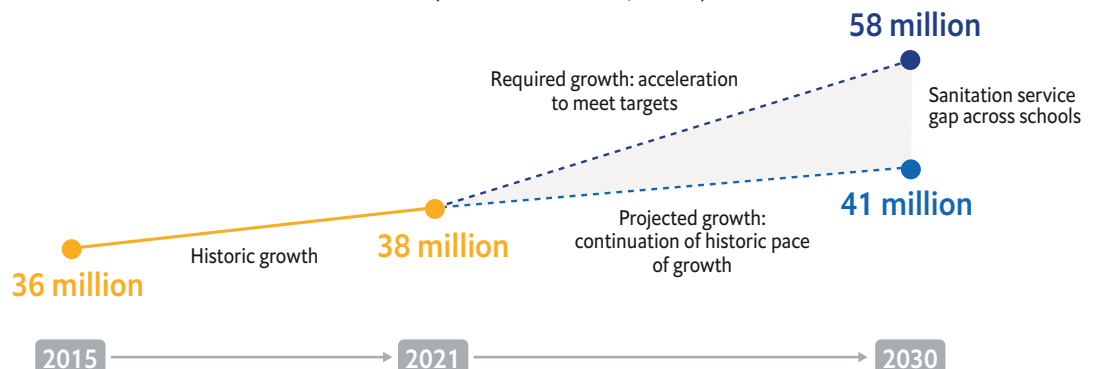 58 million
Required growth: acceleration
to meet targets
Sanitation service
gap across schools
41 million
Projected growth:
continuation of historic pace
of growth
38 million
Historic growth
36 million
2015
2021
2030